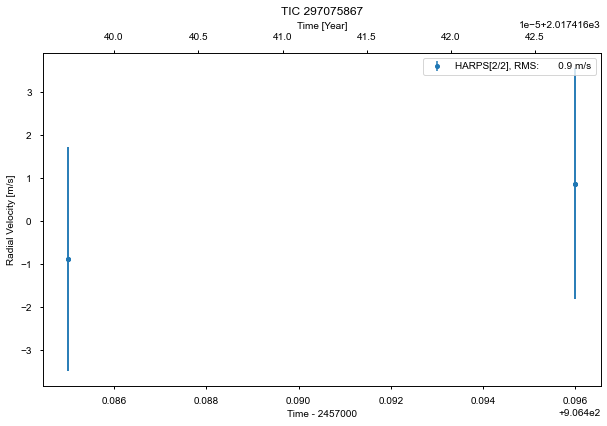 TIC 297075867
Time [Year]
1e−5+2.017416e3
40.0 40.5 41.0 41.5 42.0 42.5
HARPS[2/2], RMS: 0.9 m/s
3
2
1
0
−1
−2
−3
Radial Velocity [m/s]
0.086 0.088 0.090 0.092 0.094 0.096
Time - 2457000
+9.064e2